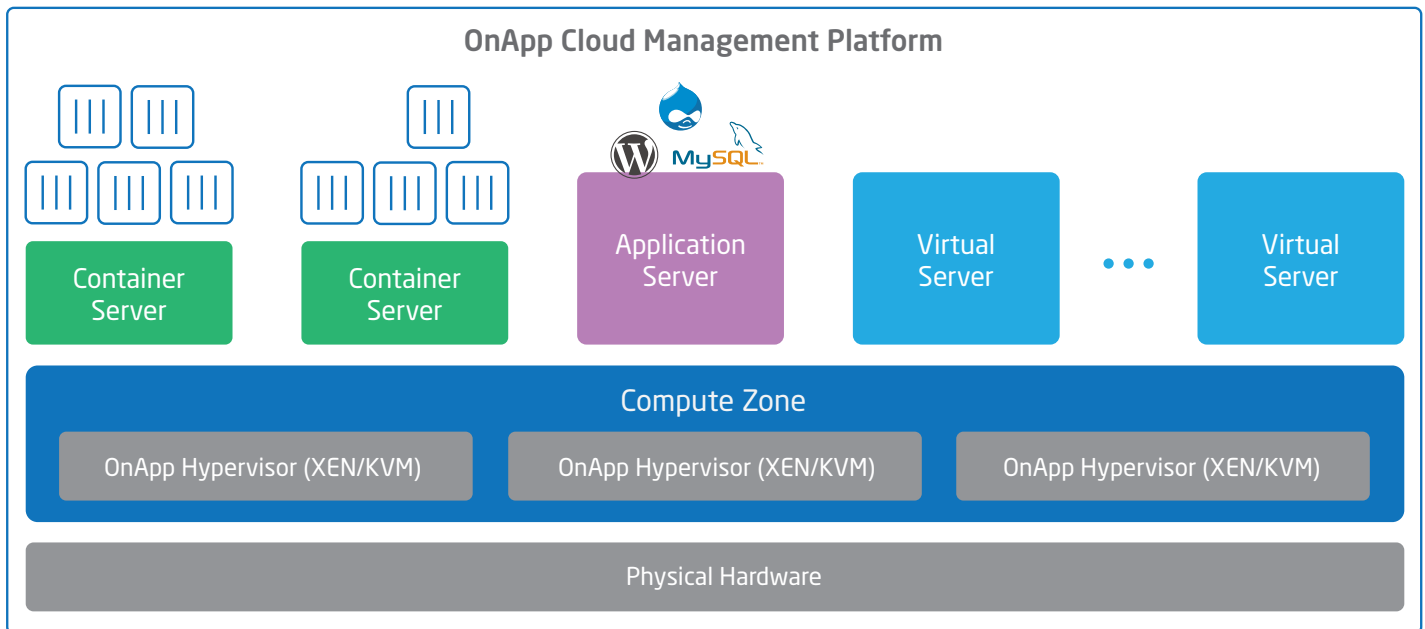 OnApp Cloud Management Platform
MySQL
Container
Server
Container
Server
Application
Server
Virtual
Server
Virtual
Server
Compute Zone
OnApp Hypervisor (XEN/KVM)
OnApp Hypervisor (XEN/KVM)
OnApp Hypervisor (XEN/KVM)
Physical Hardware